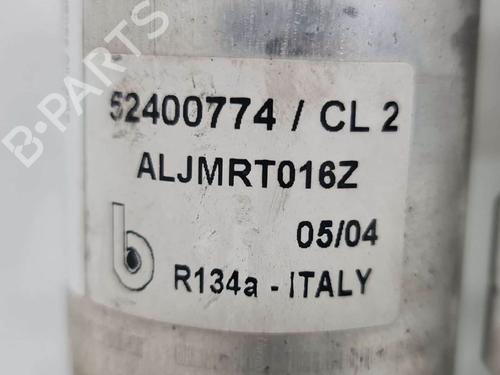 B-PARTS
52400774 / CL 2
ALJMRT016Z
05/04
b R134a - ITALY